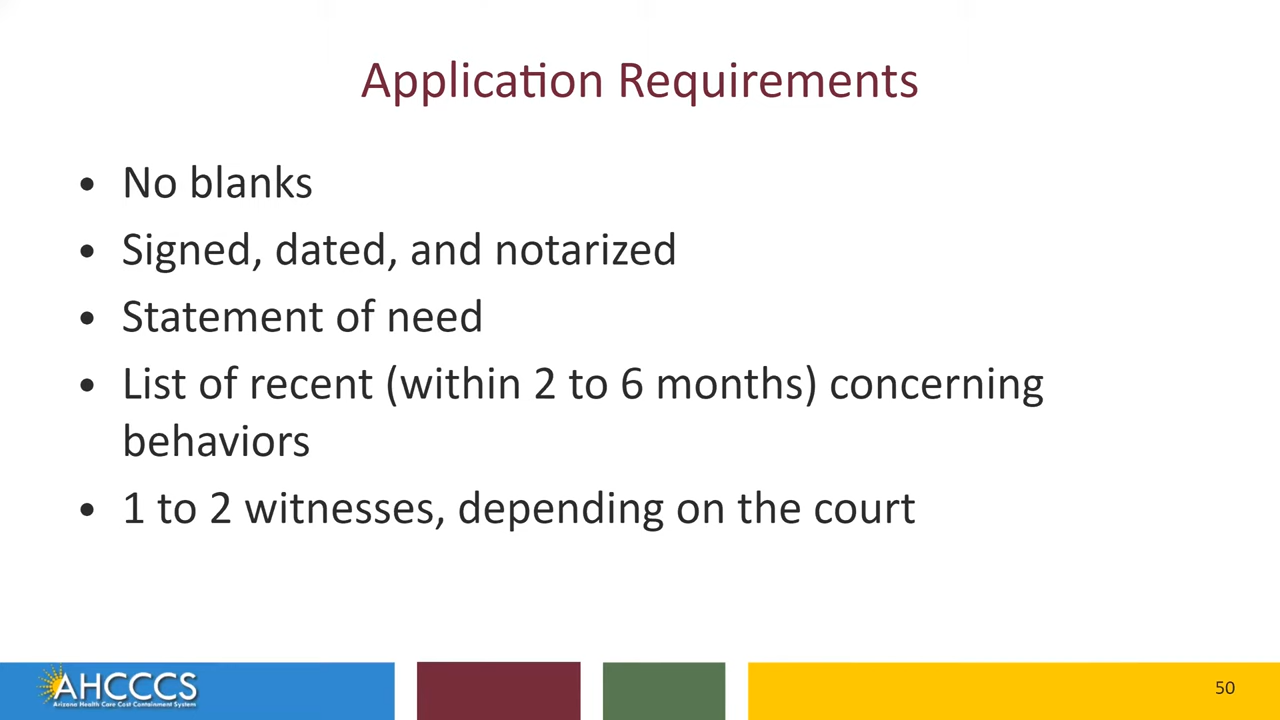 Application Requirements
• No blanks
• Signed, dated, and notarized
• Statement of need
• List of recent (within 2 to 6 months) concerning
behaviors
• 1 to 2 witnesses, depending on the court
AHCCCS
Arizona Health Care Cost Containment System
50